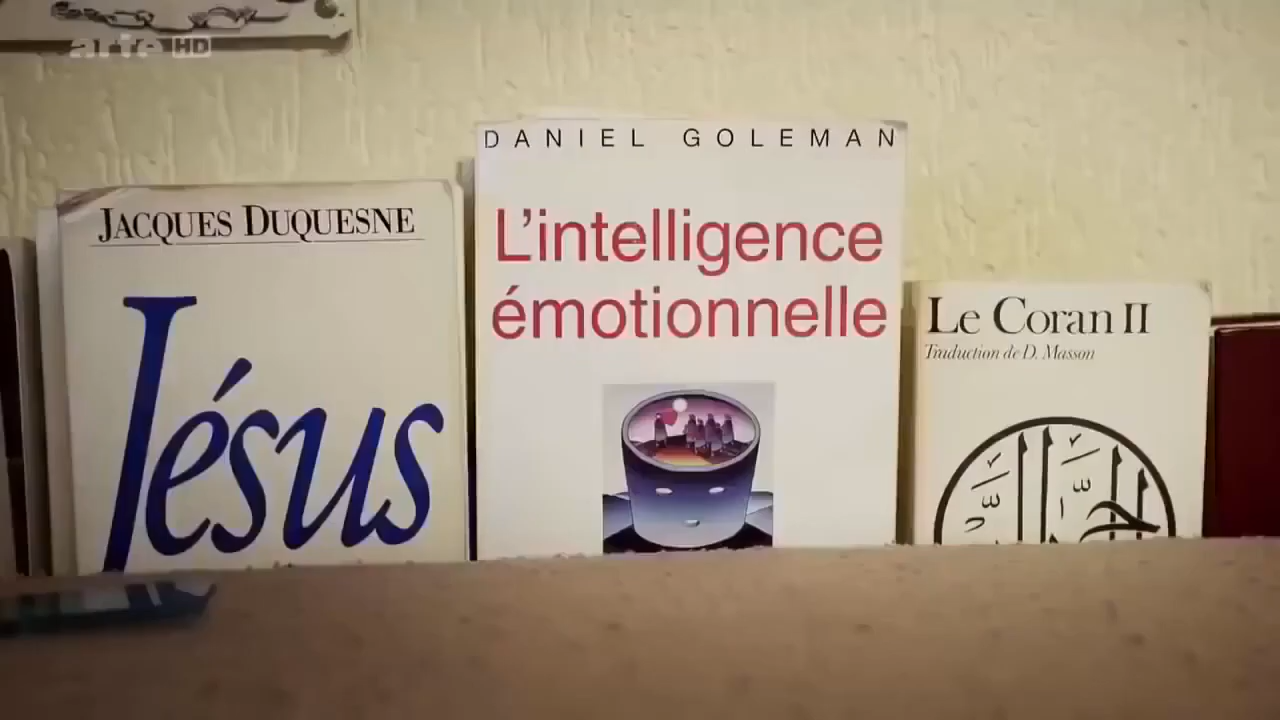 arte HD
JACQUES DUQUESNE
Jésus
DANIEL GOLEMAN
L'intelligence
émotionnelle
Le Coran II
Traduction de D. Masson